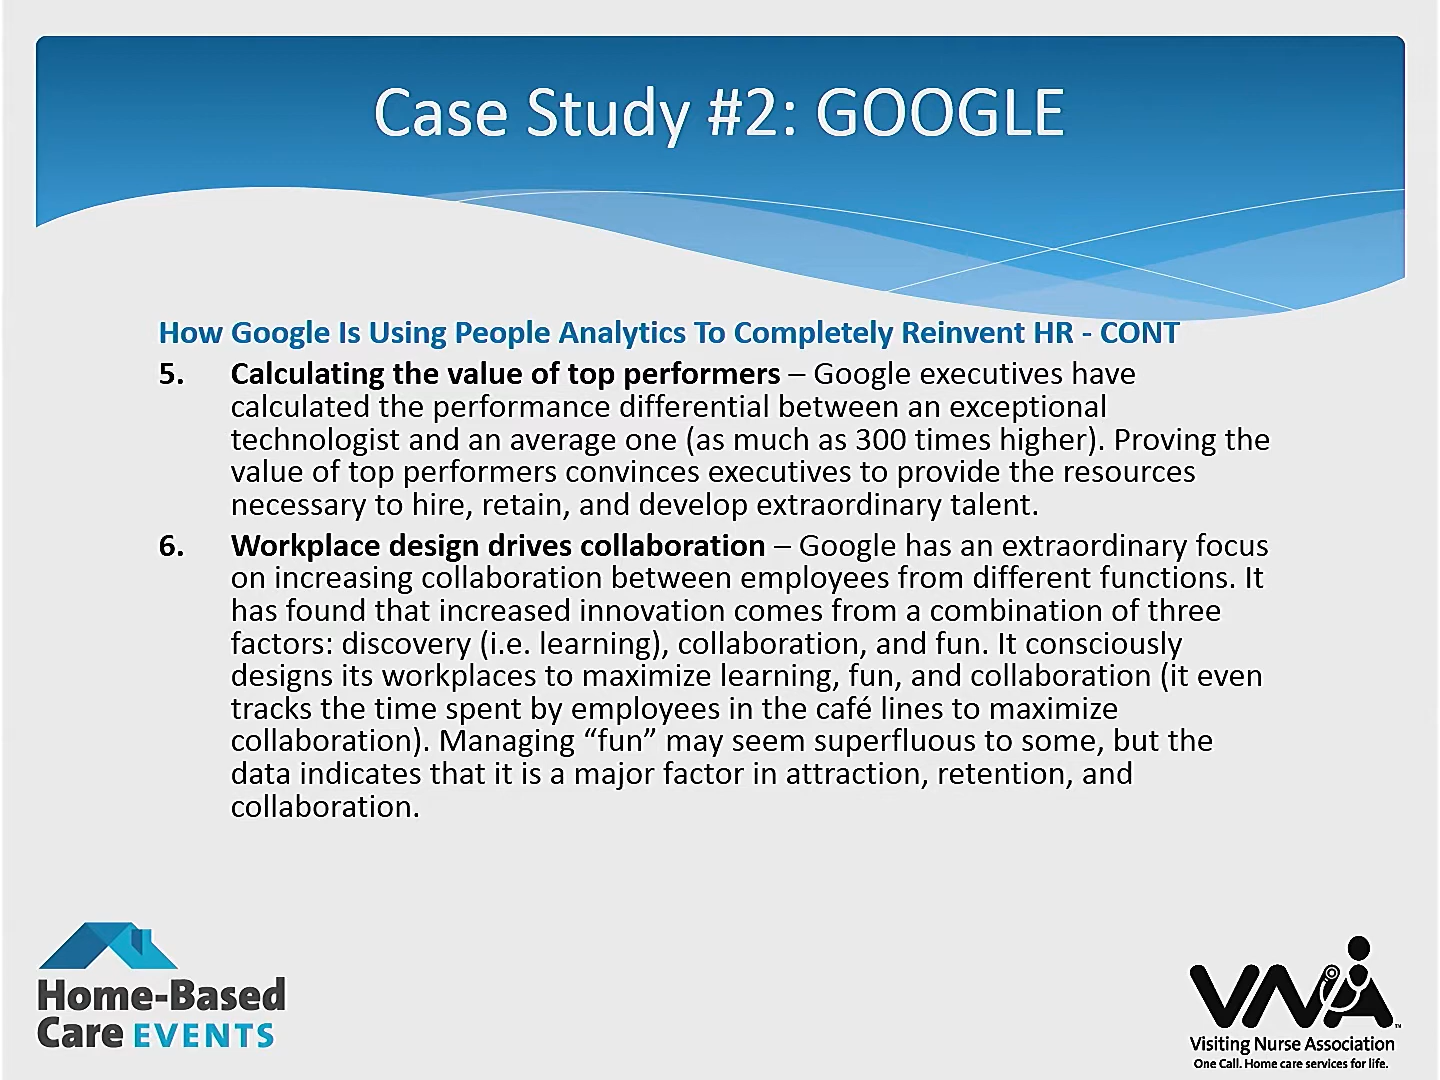 Case Study #2: GOOGLE
How Google Is Using People Analytics To Completely Reinvent HR - CONT
5. Calculating the value of top performers – Google executives have
calculated the performance differential between an exceptional
technologist and an average one (as much as 300 times higher). Proving the
value of top performers convinces executives to provide the resources
necessary to hire, retain, and develop extraordinary talent.
6. Workplace design drives collaboration – Google has an extraordinary focus
on increasing collaboration between employees from different functions. It
has found that increased innovation comes from a combination of three
factors: discovery (i.e. learning), collaboration, and fun. It consciously
designs its workplaces to maximize learning, fun, and collaboration (it even
tracks the time spent by employees in the café lines to maximize
collaboration). Managing “fun” may seem superfluous to some, but the
data indicates that it is a major factor in attraction, retention, and
collaboration.
Home-Based
Care EVENTS
VNA™
Visiting Nurse Association
One Call. Home care services for life.